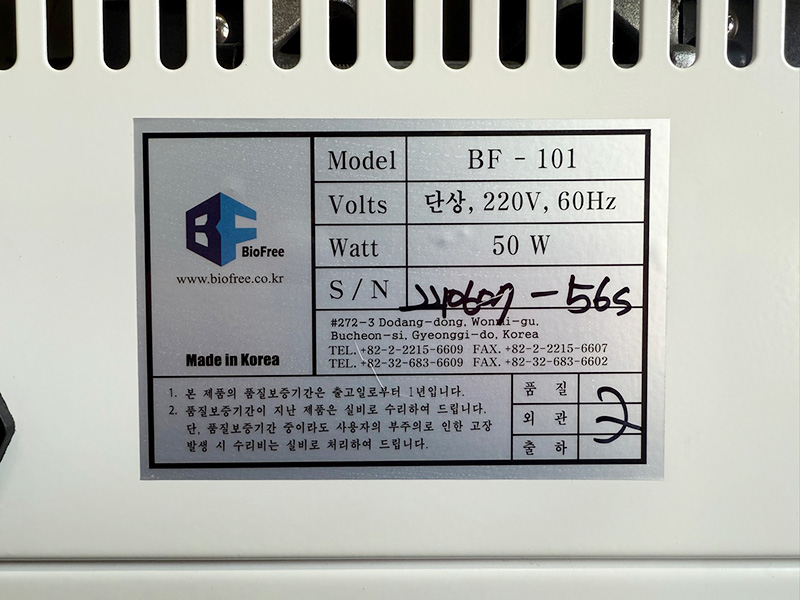 BF BioFree
www.biofree.co.kr
Made in Korea
Model BF - 101
Volts 단상, 220V, 60Hz
Watt 50 W
S / N
#272-3 Dodang-dong, Wonmi-gu,
Bucheon-si, Gyeonggi-do, Korea
TEL. +82-2-2215-6609 FAX. +82-2-2215-6607
TEL. +82-32-683-6609 FAX. +82-32-683-6602
1. 본 제품의 품질보증기간은 출고일로부터 1년입니다.
2. 품질보증기간이 지난 제품은 실비로 수리하여 드립니다.
단, 품질보증기간 중이라도 사용자의 부주의로 인한 고장
발생 시 수리비는 실비로 처리하여 드립니다.
품 질
외 관
출 하